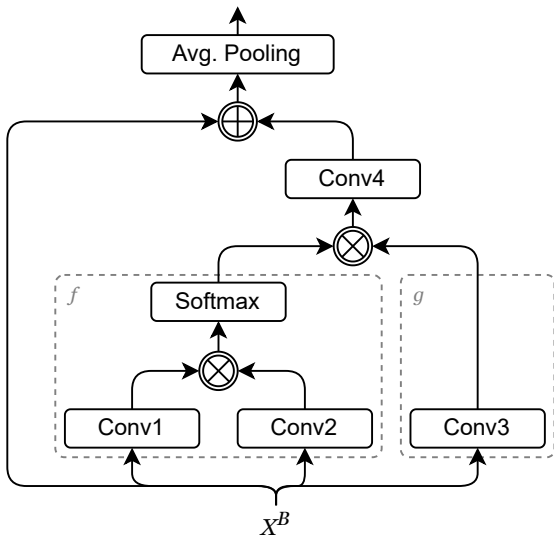 Avg. Pooling
Conv4
f
Softmax
g
Conv1
Conv2
Conv3
X^B